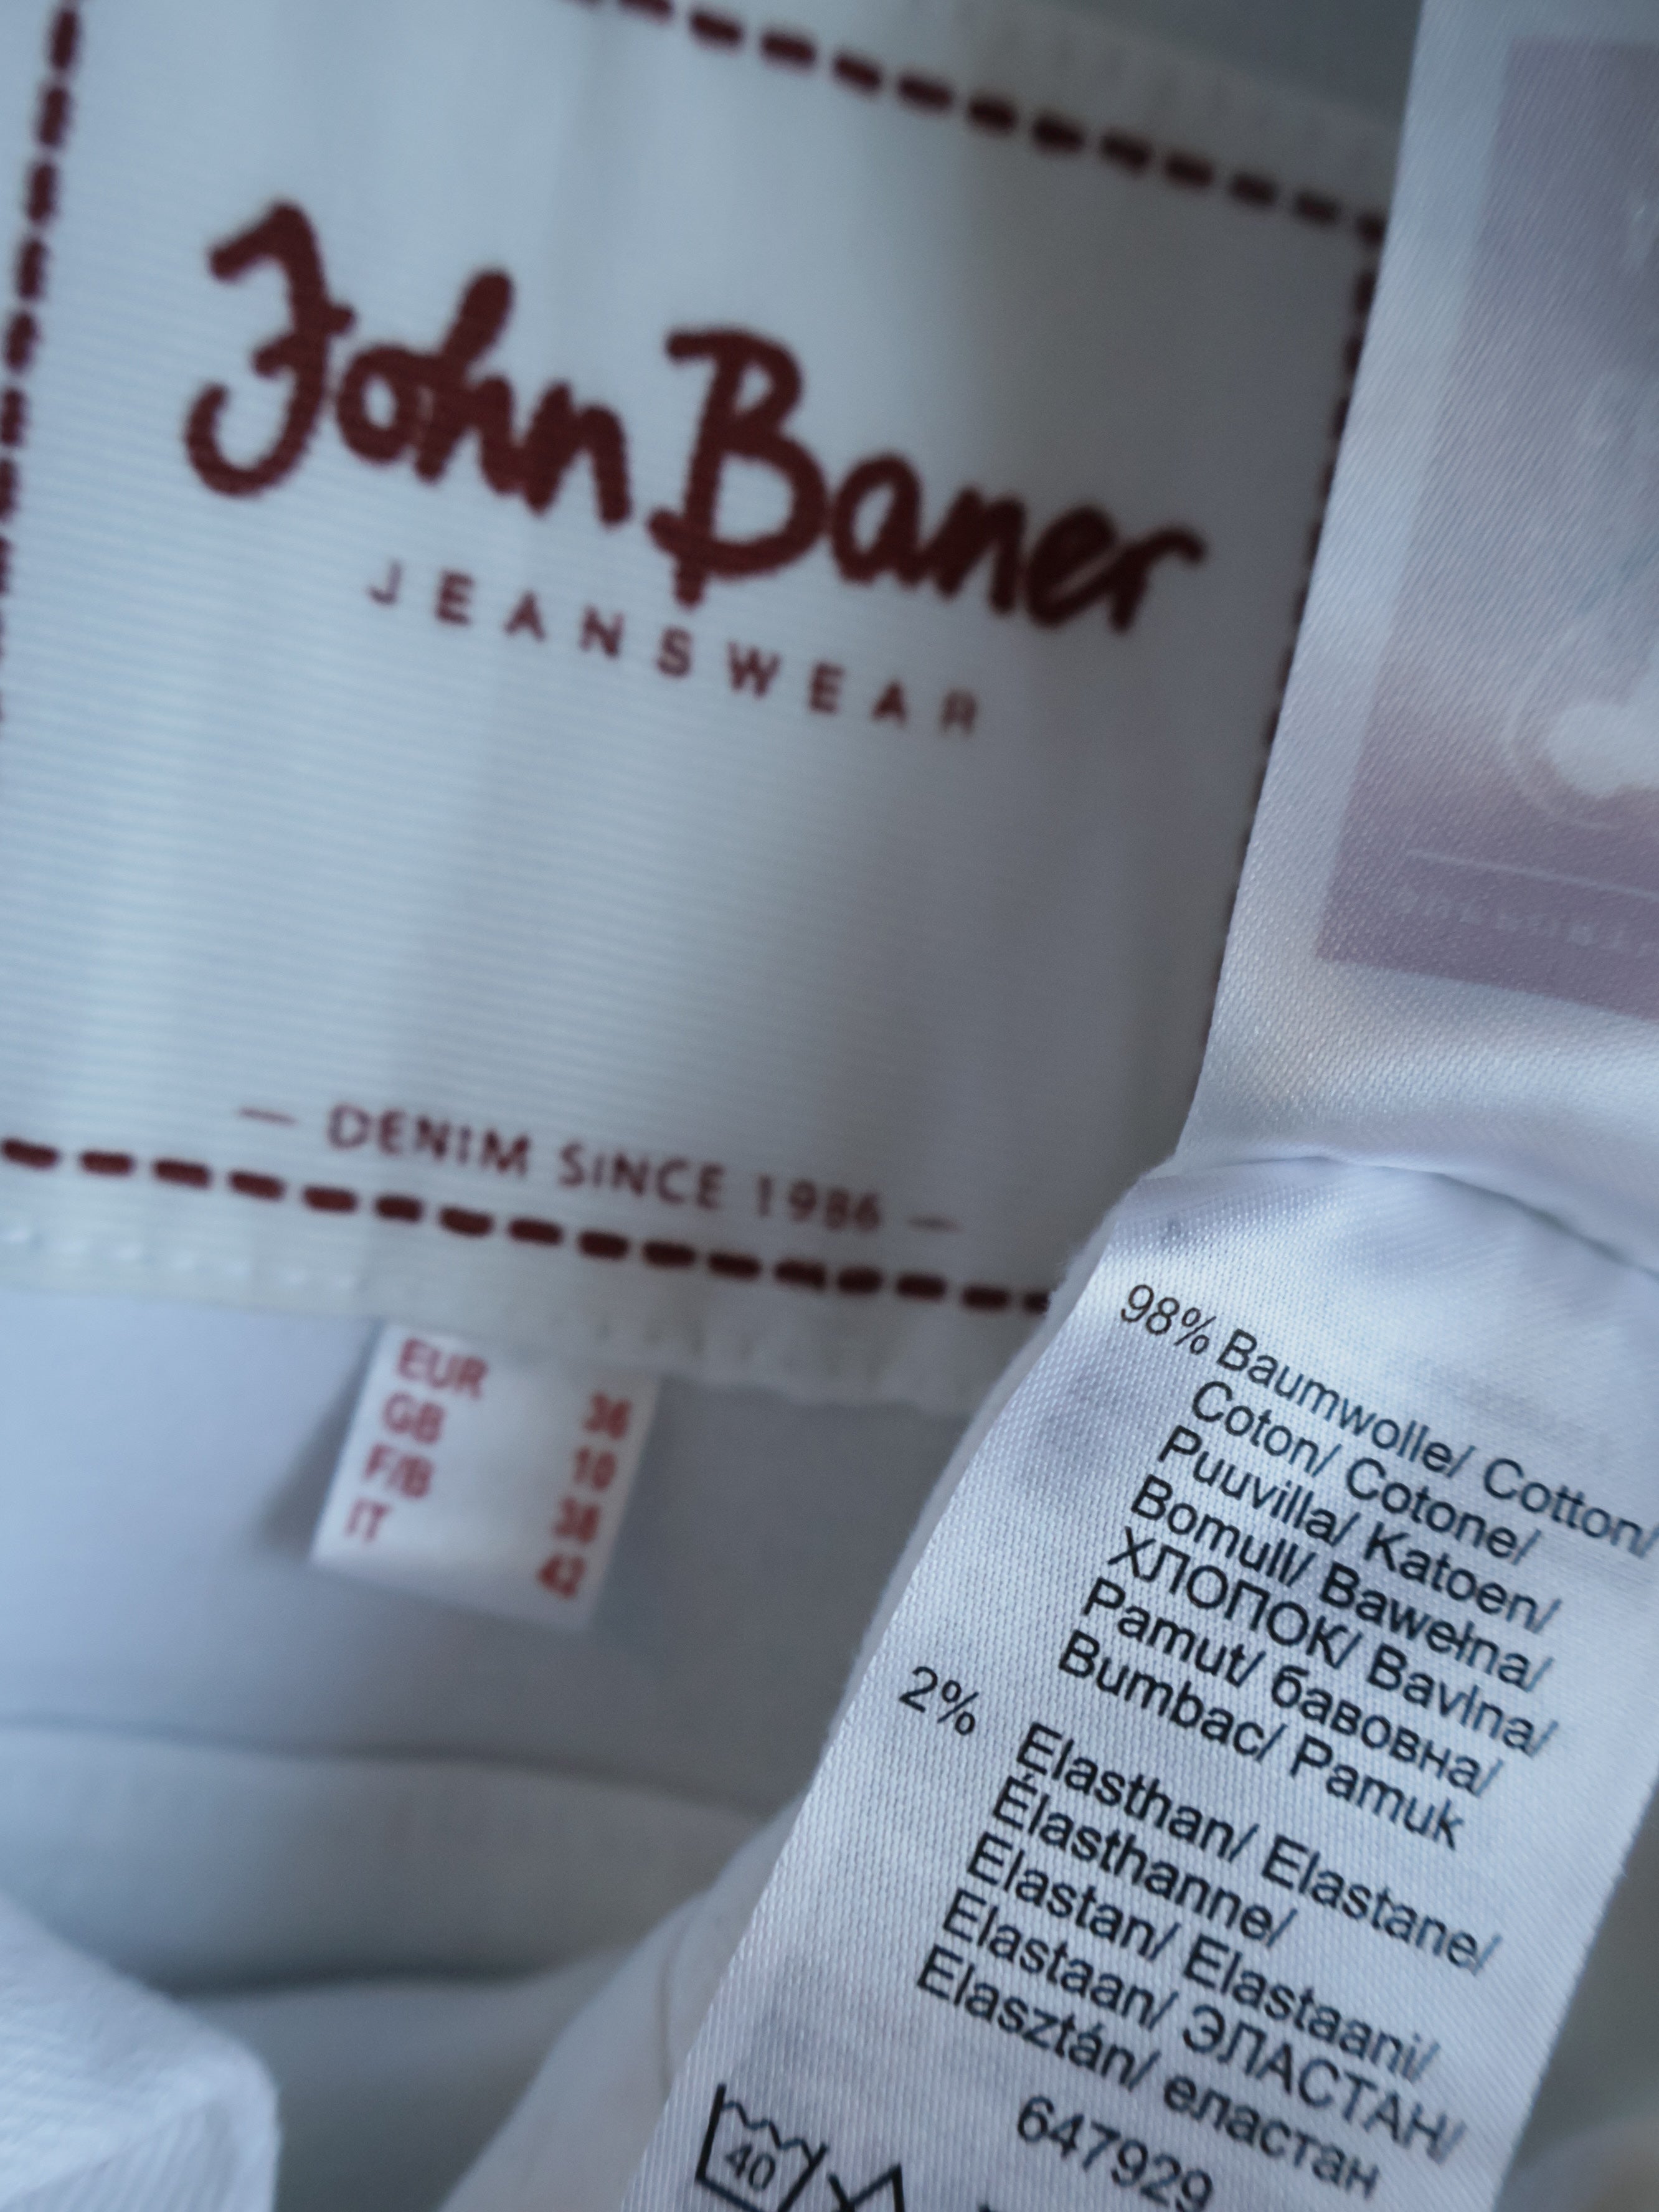 John Baner
JEANSWEAR
— DENIM SINCE 1986 —
EUR 36
GB 10
F/B 38
IT 42
98% Baumwolle/ Cotton/
Coton/ Cotone/
Puuvilla/ Katoen/
Bomull/ Bawełna/
ХЛОПОК/ Bavlna/
Pamut/ бавовна/
Bumbac/ Pamuk
2% Elasthan/ Elastane/
Élasthanne/
Elastan/ Elastaani/
Elastaan/ ЭЛАСТАН/
Elasztán/ еластан
647929
40